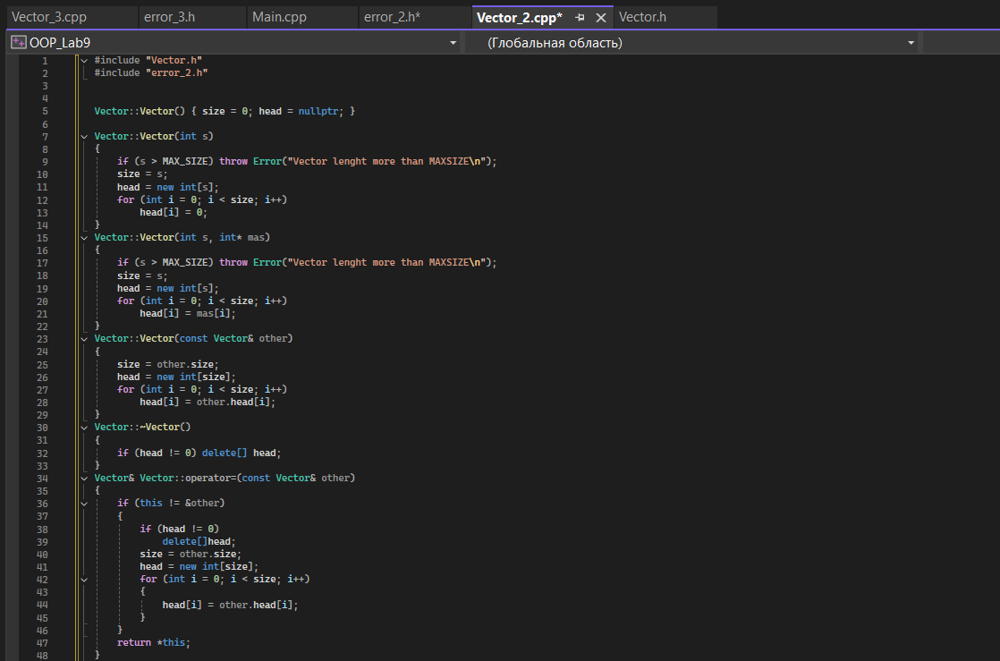 Vector_3.cpp error_3.h Main.cpp error_2.h* Vector_2.cpp* Vector.h
OOP_Lab9 (Глобальная область)
1 #include "Vector.h"
2 #include "error_2.h"
3
4
5 Vector::Vector() { size = 0; head = nullptr; }
6
7 Vector::Vector(int s)
8 {
9 if (s > MAX_SIZE) throw Error("Vector lenght more than MAXSIZE\n");
10 size = s;
11 head = new int[s];
12 for (int i = 0; i < size; i++)
13 head[i] = 0;
14 }
15 Vector::Vector(int s, int* mas)
16 {
17 if (s > MAX_SIZE) throw Error("Vector lenght more than MAXSIZE\n");
18 size = s;
19 head = new int[s];
20 for (int i = 0; i < size; i++)
21 head[i] = mas[i];
22 }
23 Vector::Vector(const Vector& other)
24 {
25 size = other.size;
26 head = new int[size];
27 for (int i = 0; i < size; i++)
28 head[i] = other.head[i];
29 }
30 Vector::~Vector()
31 {
32 if (head != 0) delete[] head;
33 }
34 Vector& Vector::operator=(const Vector& other)
35 {
36 if (this != &other)
37 {
38 if (head != 0)
39 delete[]head;
40 size = other.size;
41 head = new int[size];
42 for (int i = 0; i < size; i++)
43 {
44 head[i] = other.head[i];
45 }
46 }
47 return *this;
48 }